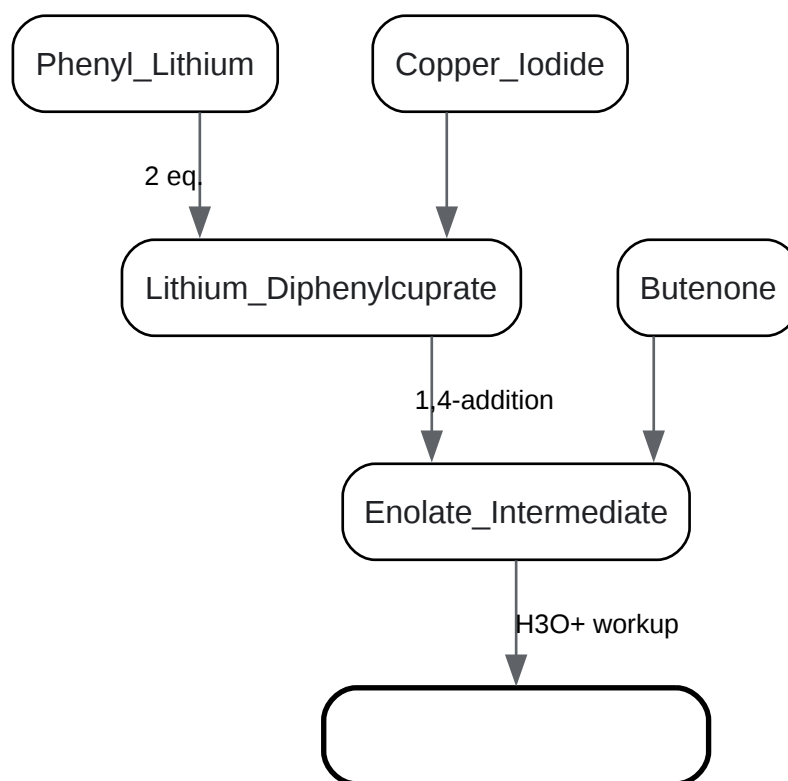 Phenyl_Lithium
Copper_Iodide
2 eq.
Lithium_Diphenylcuprate
Butenone
1,4-addition
Enolate_Intermediate
H3O+ workup